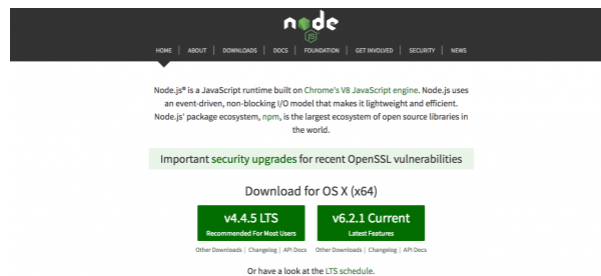 node
JS
HOME | ABOUT | DOWNLOADS | DOCS | FOUNDATION | GET INVOLVED | SECURITY | NEWS
Node.js® is a JavaScript runtime built on Chrome's V8 JavaScript engine. Node.js uses
an event-driven, non-blocking I/O model that makes it lightweight and efficient.
Node.js' package ecosystem, npm, is the largest ecosystem of open source libraries in
the world.
Important security upgrades for recent OpenSSL vulnerabilities
Download for OS X (x64)
v4.4.5 LTS
Recommended For Most Users
v6.2.1 Current
Latest Features
Other Downloads | Changelog | API Docs
Other Downloads | Changelog | API Docs
Or have a look at the LTS schedule.